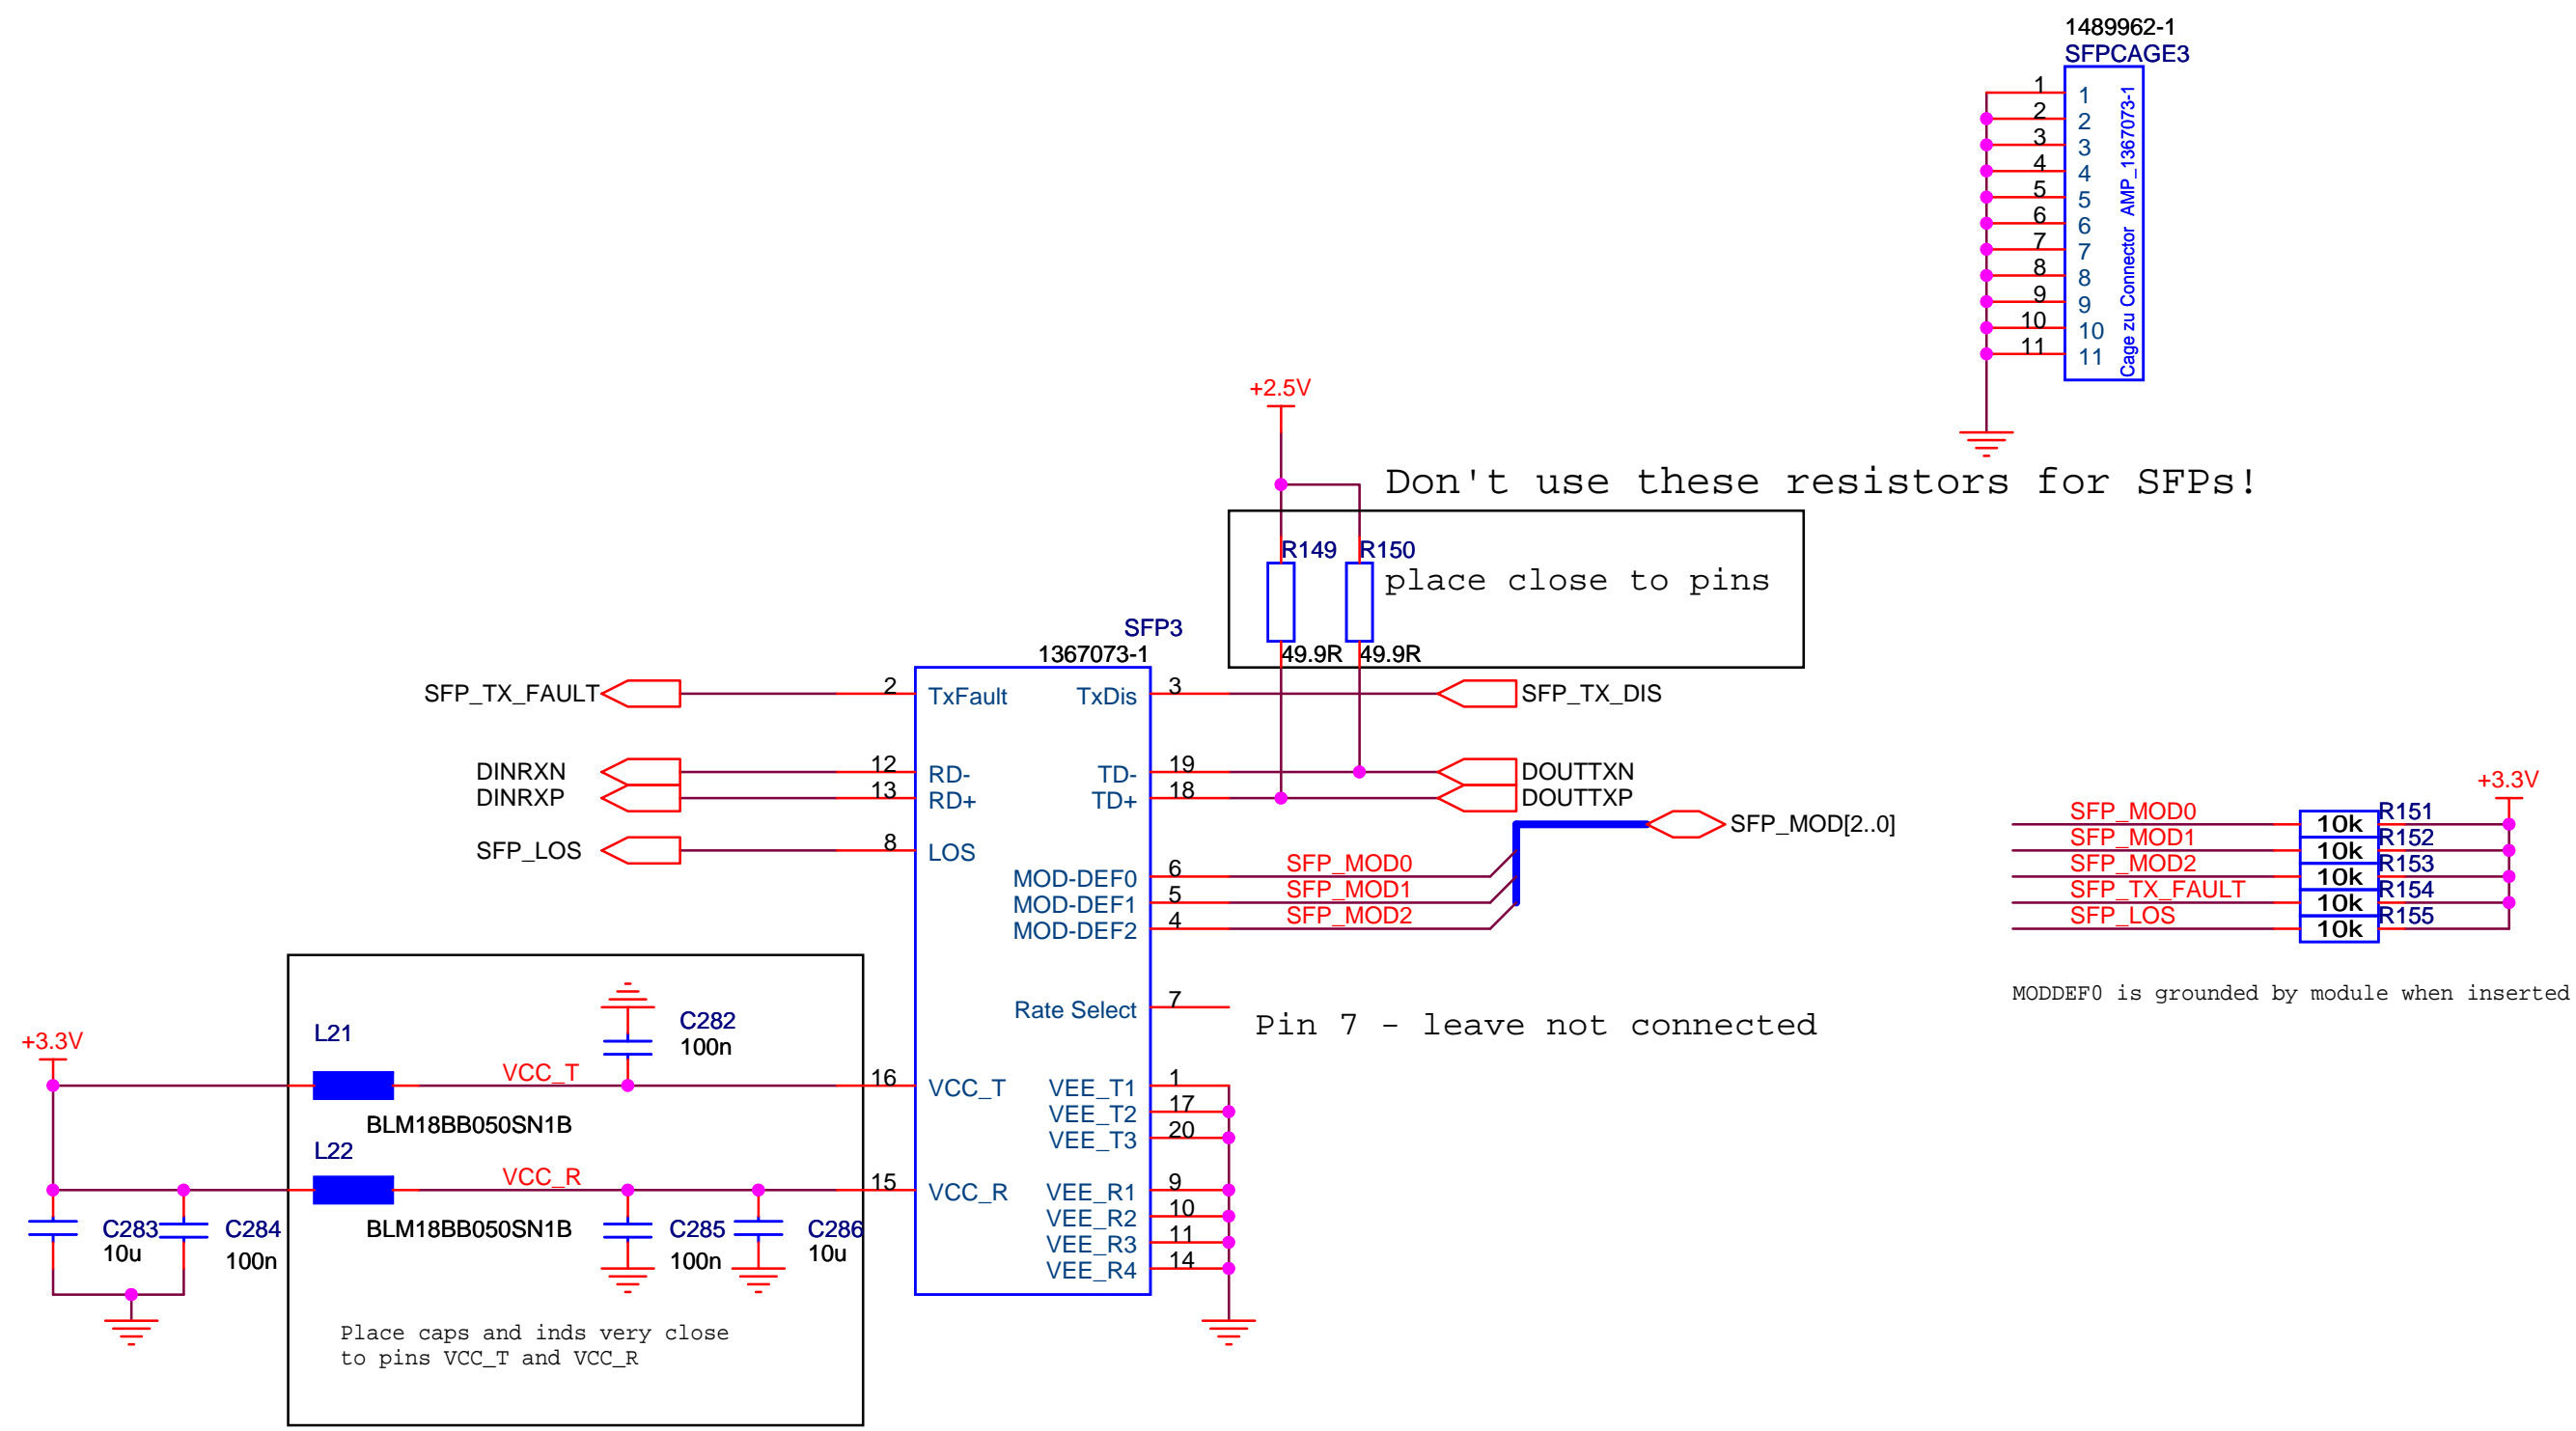 1489962-1
SFPCAGE3
1 1
2 2
3 3
4 4
5 5
6 6
7 7
8 8
9 9
10 10
11 11
Cage zu Connector AMP_1367073-1
+2.5V
Don't use these resistors for SFPs!
R149 R150
place close to pins
49.9R 49.9R
SFP3
1367073-1
SFP_TX_FAULT 2 TxFault TxDis 3 SFP_TX_DIS
DINRXN 12 RD- TD- 19 DOUTTXN
DINRXP 13 RD+ TD+ 18 DOUTTXP
SFP_MOD[2..0]
SFP_LOS 8 LOS
MOD-DEF0 6 SFP_MOD0
MOD-DEF1 5 SFP_MOD1
MOD-DEF2 4 SFP_MOD2
Rate Select 7
Pin 7 - leave not connected
+3.3V
SFP_MOD0 10k R151
SFP_MOD1 10k R152
SFP_MOD2 10k R153
SFP_TX_FAULT 10k R154
SFP_LOS 10k R155
MODDEF0 is grounded by module when inserted
+3.3V
L21
C282
100n
VCC_T
16 VCC_T
BLM18BB050SN1B
L22
VCC_R
15 VCC_R
BLM18BB050SN1B
C283
10u
C284
100n
C285
100n
C286
10u
VEE_T1 1
VEE_T2 17
VEE_T3 20
VEE_R1 9
VEE_R2 10
VEE_R3 11
VEE_R4 14
Place caps and inds very close
to pins VCC_T and VCC_R